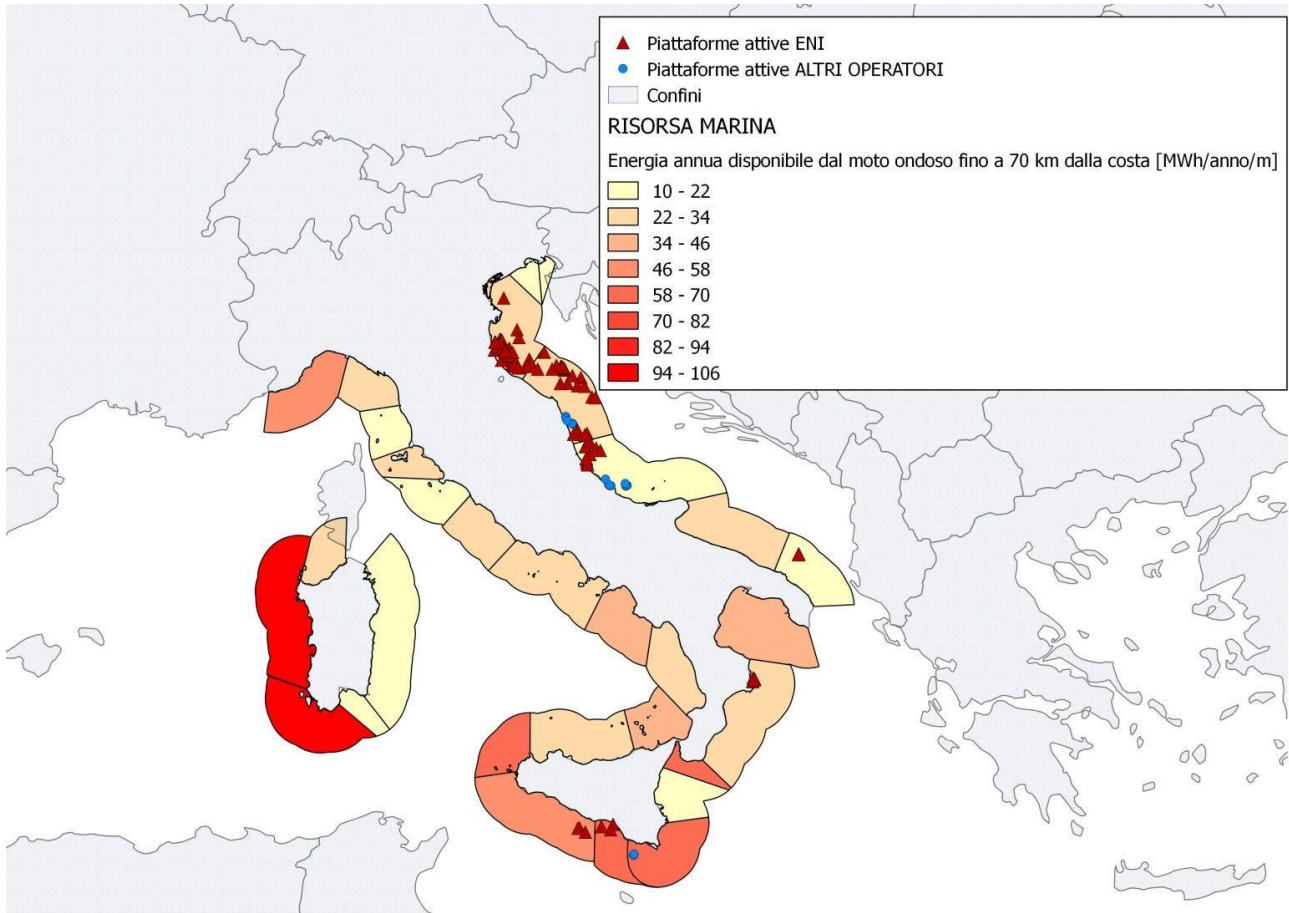 Piattaforme attive ENI
Piattaforme attive ALTRI OPERATORI
Confini
RISORSA MARINA
Energia annua disponibile dal moto ondoso fino a 70 km dalla costa [MWh/anno/m]
10 - 22
22 - 34
34 - 46
46 - 58
58 - 70
70 - 82
82 - 94
94 - 106